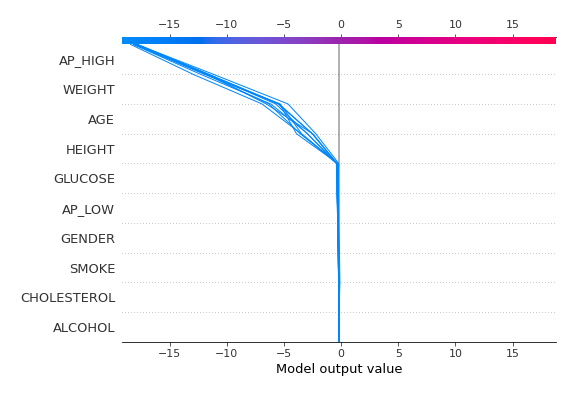 −15 −10 −5 0 5 10 15
AP_HIGH
WEIGHT
AGE
HEIGHT
GLUCOSE
AP_LOW
GENDER
SMOKE
CHOLESTEROL
ALCOHOL
−15 −10 −5 0 5 10 15
Model output value